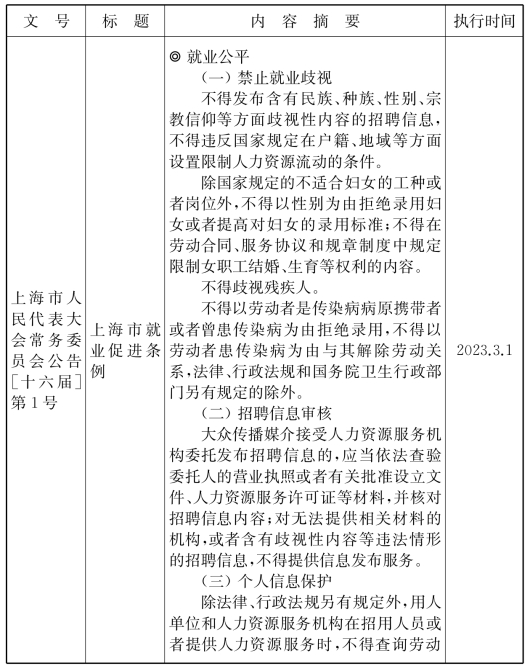 文 号 标 题 内 容 摘 要 执行时间
上海市人
民代表大
会常务委
员会公告
[十六届]
第1号
上海市就
业促进条
例
◎ 就业公平
（一）禁止就业歧视
不得发布含有民族、种族、性别、宗
教信仰等方面歧视性内容的招聘信息，
不得违反国家规定在户籍、地域等方面
设置限制人力资源流动的条件。
除国家规定的不适合妇女的工种或
者岗位外，不得以性别为由拒绝录用妇
女或者提高对妇女的录用标准；不得在
劳动合同、服务协议和规章制度中规定
限制女职工结婚、生育等权利的内容。
不得歧视残疾人。
不得以劳动者是传染病病原携带者
或者曾患传染病为由拒绝录用，不得以
劳动者患传染病为由与其解除劳动关
系，法律、行政法规和国务院卫生行政部
门另有规定的除外。
（二）招聘信息审核
大众传播媒介接受人力资源服务机
构委托发布招聘信息的，应当依法查验
委托人的营业执照或者有关批准设立文
件、人力资源服务许可证等材料，并核对
招聘信息内容；对无法提供相关材料的
机构，或者含有歧视性内容等违法情形
的招聘信息，不得提供信息发布服务。
（三）个人信息保护
除法律、行政法规另有规定外，用人
单位和人力资源服务机构在招用人员或
者提供人力资源服务时，不得查询劳动
2023.3.1